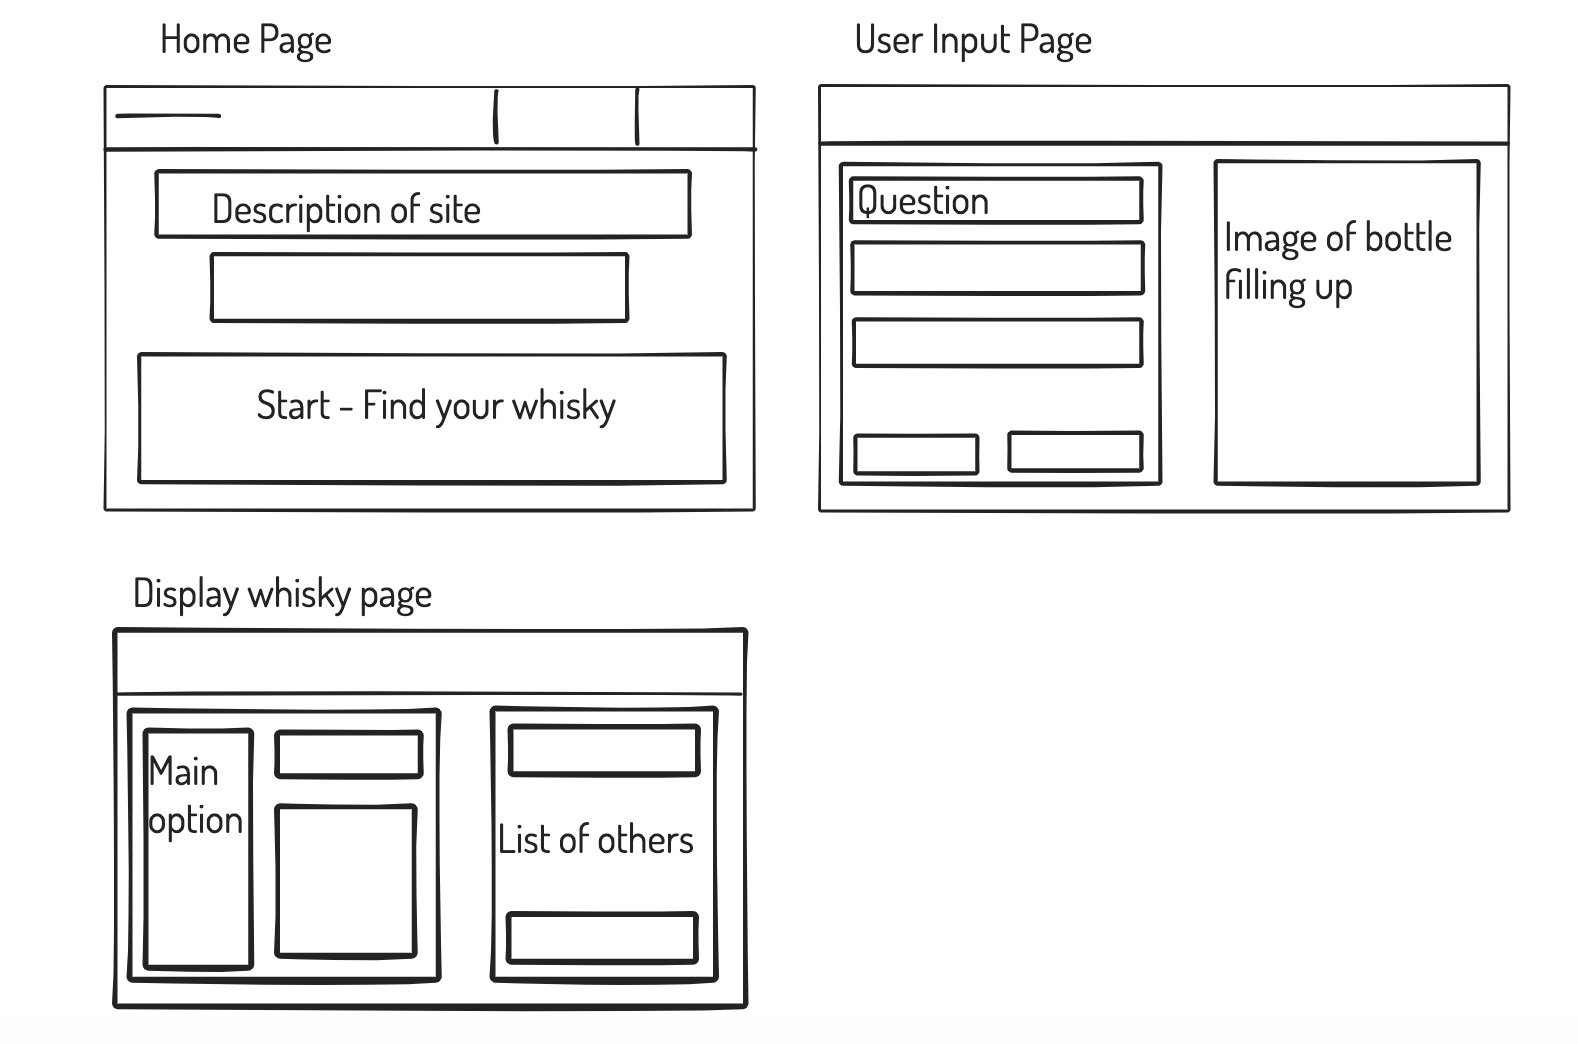 Home Page
User Input Page
Description of site
Start - Find your whisky
Question
Image of bottle
filling up
Display whisky page
Main
option
List of others